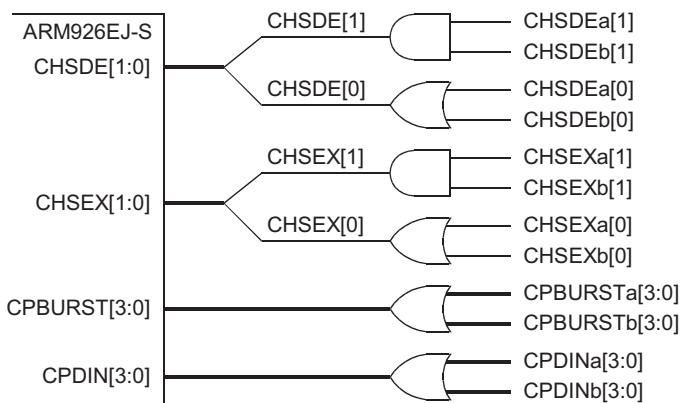 ARM926EJ-S
CHSDE[1:0]
CHSDE[1]
CHSDEa[1]
CHSDEb[1]
CHSDE[0]
CHSDEa[0]
CHSDEb[0]
CHSEX[1:0]
CHSEX[1]
CHSEXa[1]
CHSEXb[1]
CHSEX[0]
CHSEXa[0]
CHSEXb[0]
CPBURST[3:0]
CPBURSTa[3:0]
CPBURSTb[3:0]
CPDIN[3:0]
CPDINa[3:0]
CPDINb[3:0]